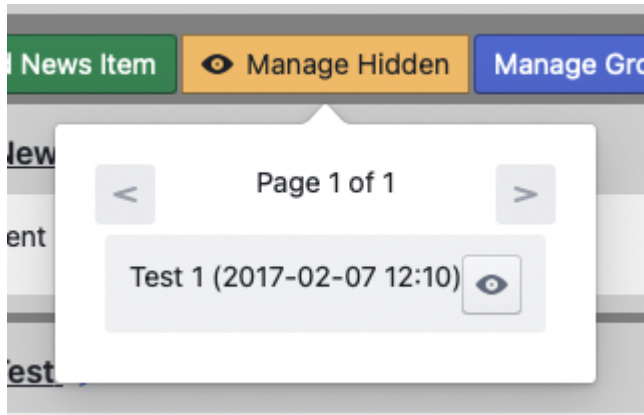 News Item Manage Hidden Manage Gro
New
< Page 1 of 1 >
ent
Test 1 (2017-02-07 12:10)
est